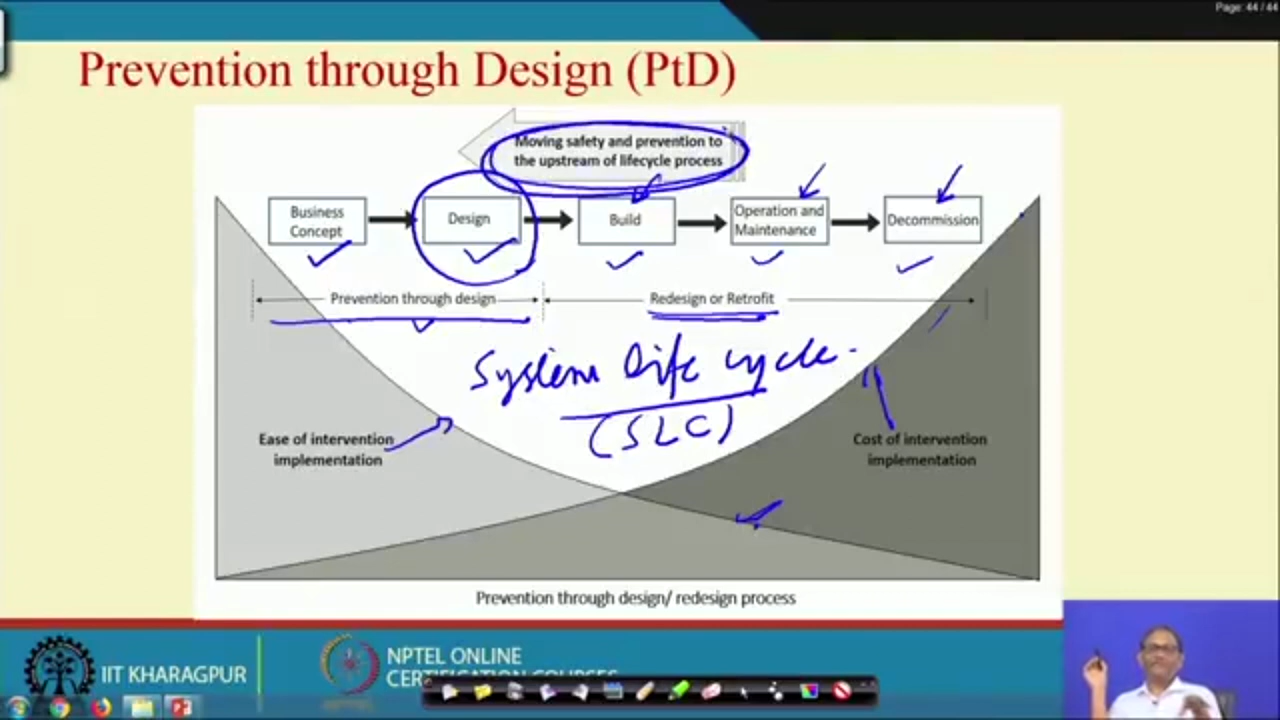 Page: 44 / 44
Prevention through Design (PtD)
Moving safety and prevention to
the upstream of lifecycle process
Business
Concept
Design
Build
Operation and
Maintenance
Decommission
Prevention through design
Redesign or Retrofit
System life cycle.
(SLC)
Ease of intervention
implementation
Cost of intervention
implementation
Prevention through design/ redesign process
IIT KHARAGPUR
NPTEL ONLINE
CERTIFICATION COURSES